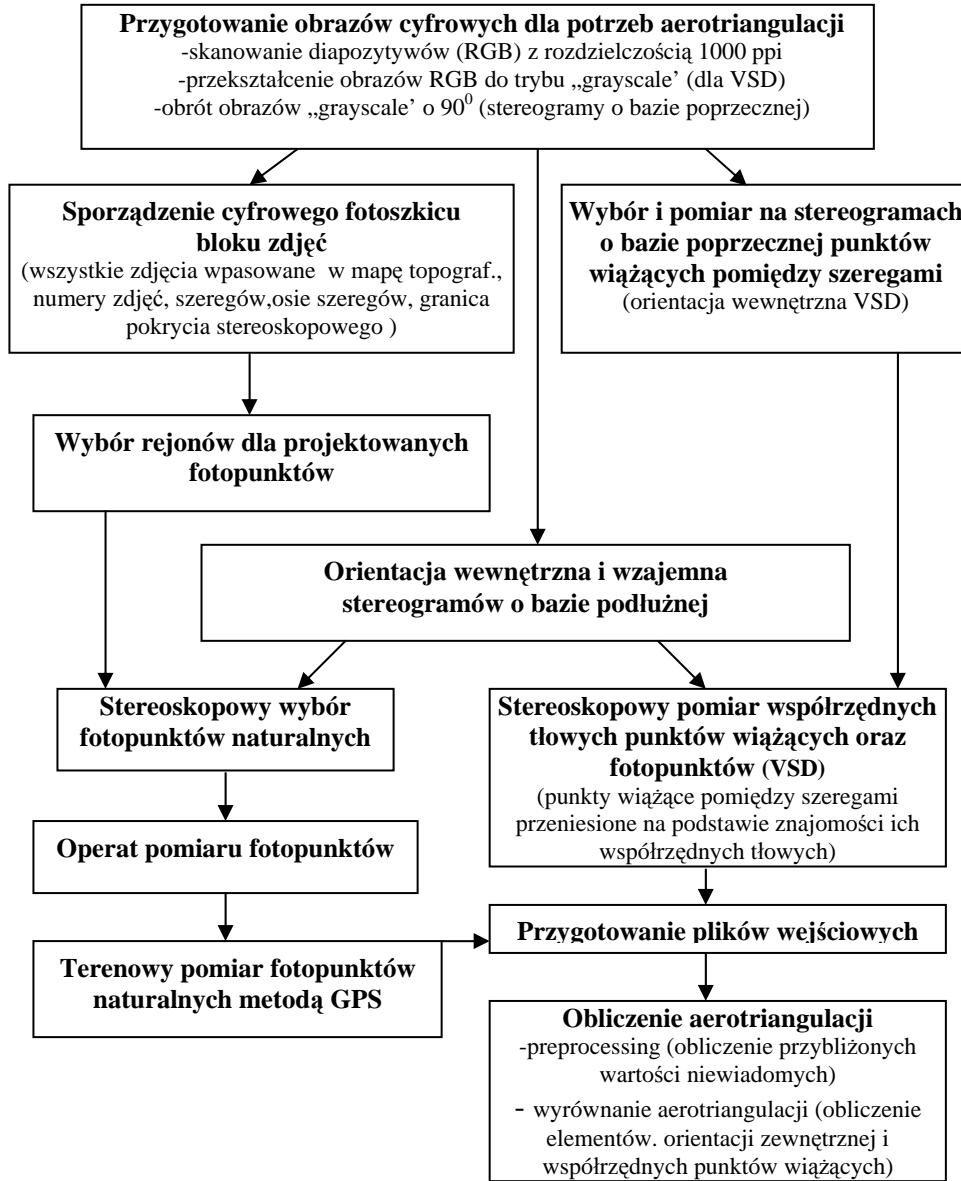 Przygotowanie obrazów cyfrowych dla potrzeb aerotriangulacji
-skanowanie diapozytywów (RGB) z rozdzielczością 1000 ppi
-przekształcenie obrazów RGB do trybu „grayscale’ (dla VSD)
-obrót obrazów „grayscale’ o 90⁰ (stereogramy o bazie poprzecznej)
Sporządzenie cyfrowego fotoszkicu
bloku zdjęć
(wszystkie zdjęcia wpasowane w mapę topograf.,
numery zdjęć, szeregów,osie szeregów, granica
pokrycia stereoskopowego )
Wybór i pomiar na stereogramach
o bazie poprzecznej punktów
wiążących pomiędzy szeregami
(orientacja wewnętrzna VSD)
Wybór rejonów dla projektowanych
fotopunktów
Orientacja wewnętrzna i wzajemna
stereogramów o bazie podłużnej
Stereoskopowy wybór
fotopunktów naturalnych
Stereoskopowy pomiar współrzędnych
tłowych punktów wiążących oraz
fotopunktów (VSD)
(punkty wiążące pomiędzy szeregami
przeniesione na podstawie znajomości ich
współrzędnych tłowych)
Operat pomiaru fotopunktów
Przygotowanie plików wejściowych
Terenowy pomiar fotopunktów
naturalnych metodą GPS
Obliczenie aerotriangulacji
-preprocessing (obliczenie przybliżonych
wartości niewiadomych)
- wyrównanie aerotriangulacji (obliczenie
elementów. orientacji zewnętrznej i
współrzędnych punktów wiążących)